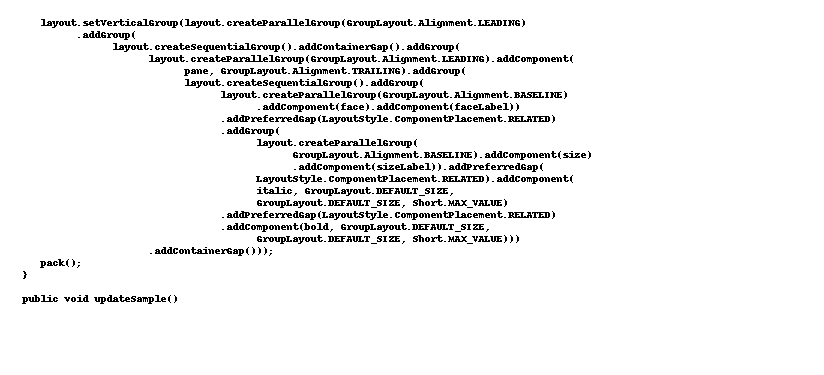 layout.setVerticalGroup(layout.createParallelGroup(GroupLayout.Alignment.LEADING)
.addGroup(
layout.createSequentialGroup().addContainerGap().addGroup(
layout.createParallelGroup(GroupLayout.Alignment.LEADING).addComponent(
pane, GroupLayout.Alignment.TRAILING).addGroup(
layout.createSequentialGroup().addGroup(
layout.createParallelGroup(GroupLayout.Alignment.BASELINE)
.addComponent(face).addComponent(faceLabel))
.addPreferredGap(LayoutStyle.ComponentPlacement.RELATED)
.addGroup(
layout.createParallelGroup(
GroupLayout.Alignment.BASELINE).addComponent(size)
.addComponent(sizeLabel)).addPreferredGap(
LayoutStyle.ComponentPlacement.RELATED).addComponent(
italic, GroupLayout.DEFAULT_SIZE,
GroupLayout.DEFAULT_SIZE, Short.MAX_VALUE)
.addPreferredGap(LayoutStyle.ComponentPlacement.RELATED)
.addComponent(bold, GroupLayout.DEFAULT_SIZE,
GroupLayout.DEFAULT_SIZE, Short.MAX_VALUE)))
.addContainerGap()));
pack();
}
public void updateSample()